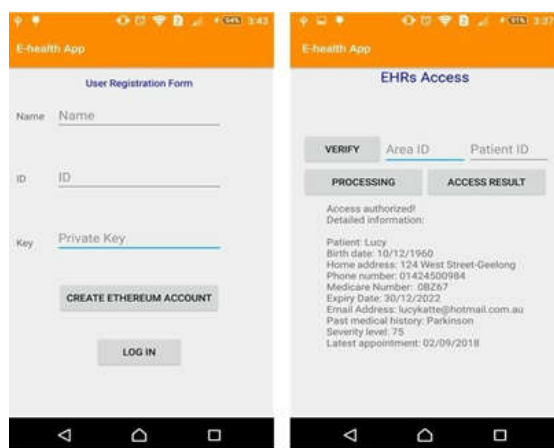 54% 3:43
E-health App
User Registration Form
Name Name
ID ID
Key Private Key
CREATE ETHEREUM ACCOUNT
LOG IN
51% 3:37
E-health App
EHRs Access
VERIFY Area ID Patient ID
PROCESSING ACCESS RESULT
Access authorized!
Detailed information:
Patient: Lucy
Birth date: 10/12/1960
Home address: 124 West Street-Geelong
Phone number: 01424500984
Medicare Number: 0BZ67
Expiry Date: 30/12/2022
Email Address: lucykatte@hotmail.com.au
Past medical history: Parkinson
Severity level: 75
Latest appointment: 02/09/2018